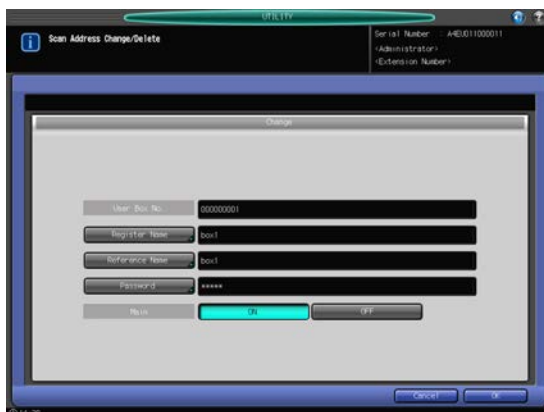 UTILITY
Scan Address Change/Delete
Serial Number : A4EU011000011
<Administrator>
<Extension Number>
Change
User Box No.
000000001
Register Name
box1
Reference Name
box1
Password
*****
Main
ON
OFF
Cancel
OK